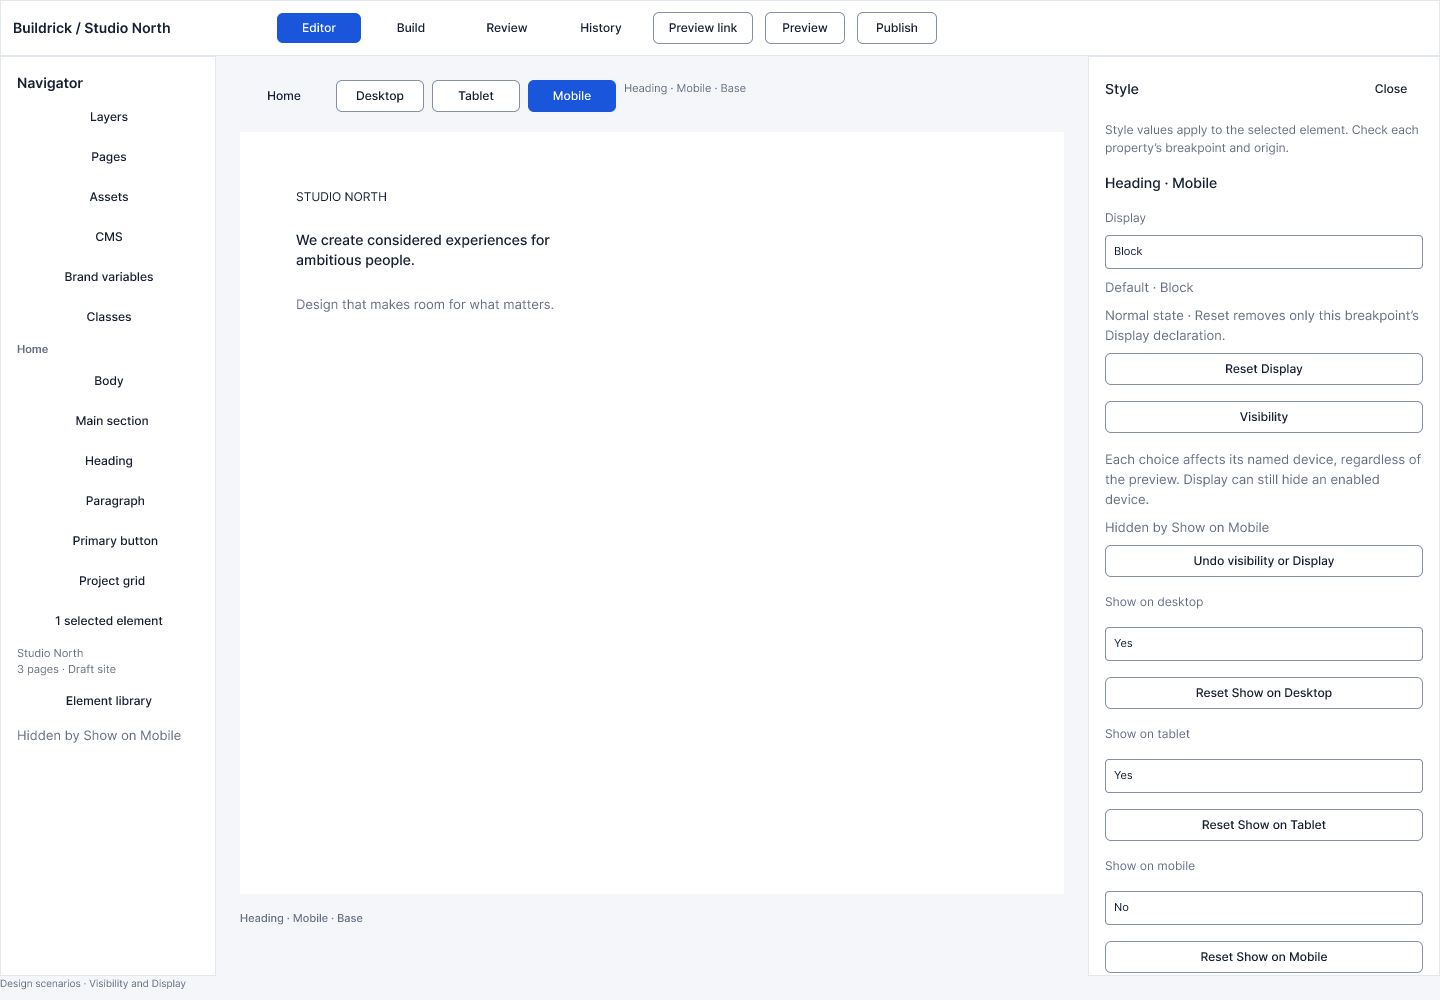 Buildrick / Studio North
Editor
Build
Review
History
Preview link
Preview
Publish
Navigator
Layers
Pages
Assets
CMS
Brand variables
Classes
Home
Body
Main section
Heading
Paragraph
Primary button
Project grid
1 selected element
Studio North
3 pages · Draft site
Element library
Hidden by Show on Mobile
Home
Desktop
Tablet
Mobile
Heading · Mobile · Base
STUDIO NORTH
We create considered experiences for
ambitious people.
Design that makes room for what matters.
Heading · Mobile · Base
Style
Close
Style values apply to the selected element. Check each
property’s breakpoint and origin.
Heading · Mobile
Display
Block
Default · Block
Normal state · Reset removes only this breakpoint’s
Display declaration.
Reset Display
Visibility
Each choice affects its named device, regardless of
the preview. Display can still hide an enabled
device.
Hidden by Show on Mobile
Undo visibility or Display
Show on desktop
Yes
Reset Show on Desktop
Show on tablet
Yes
Reset Show on Tablet
Show on mobile
No
Reset Show on Mobile
Design scenarios · Visibility and Display